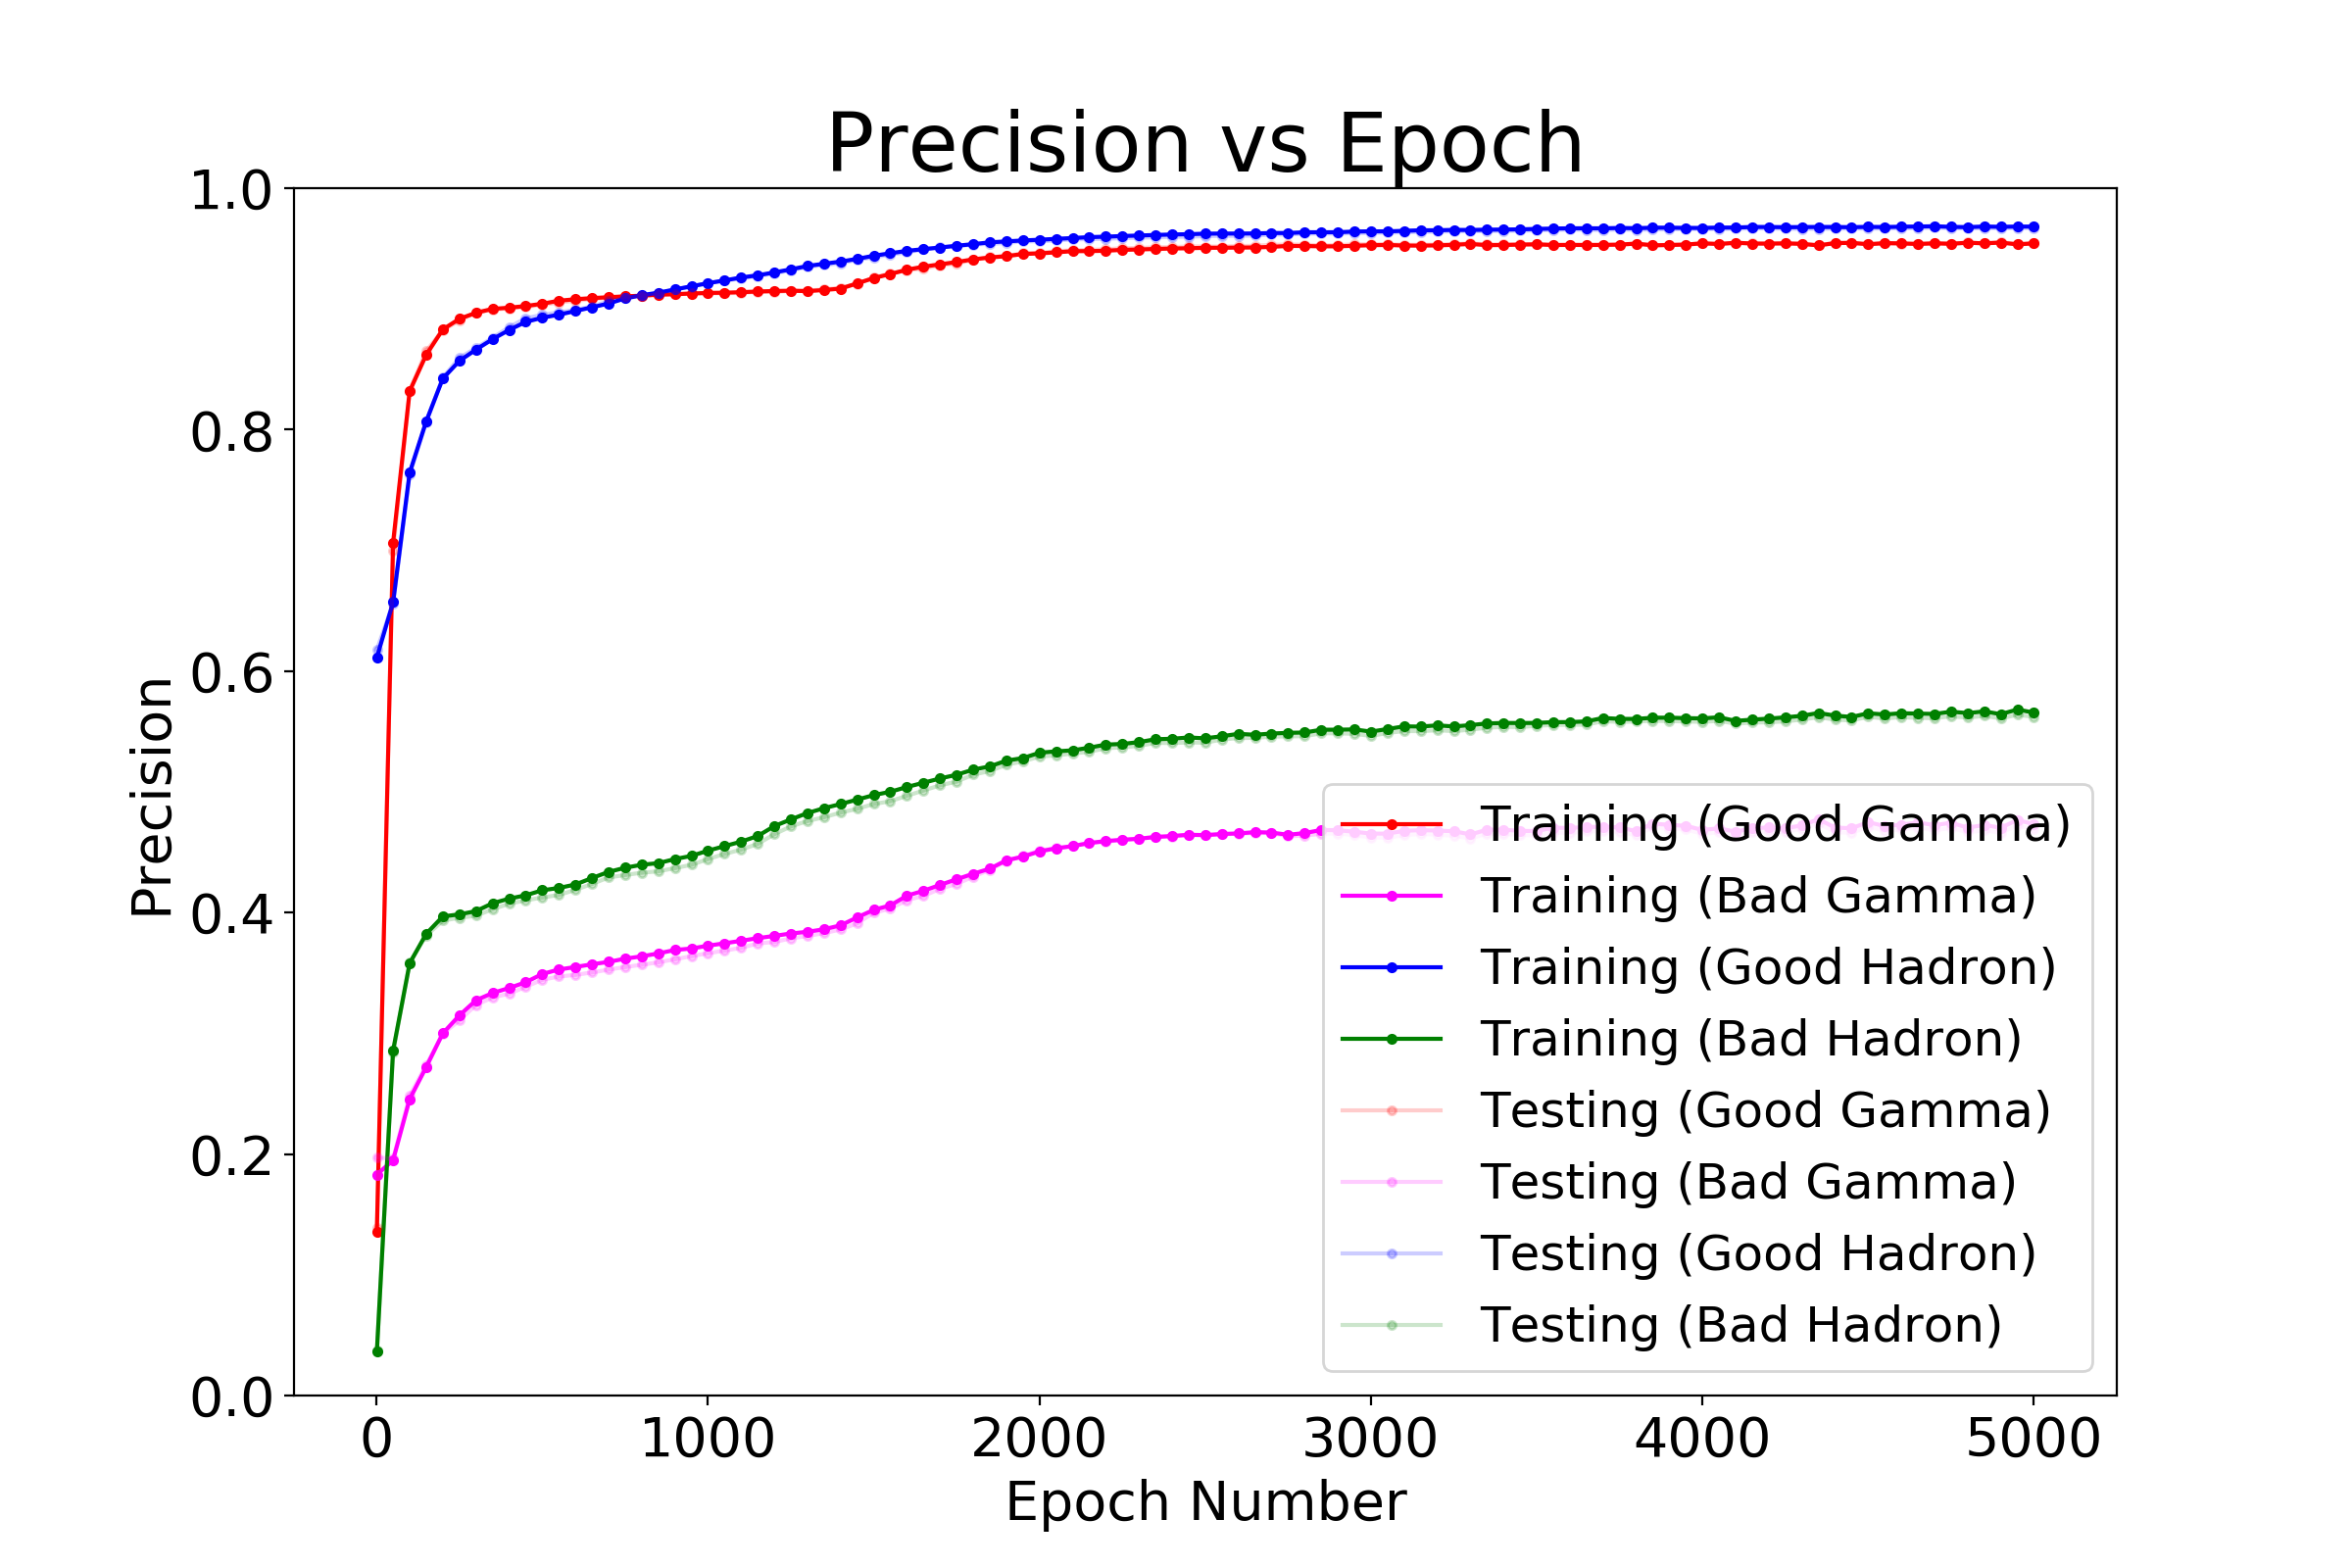 Precision vs Epoch
1.0
0.8
0.6
0.4
0.2
0.0
Precision
0 1000 2000 3000 4000 5000
Epoch Number
Training (Good Gamma)
Training (Bad Gamma)
Training (Good Hadron)
Training (Bad Hadron)
Testing (Good Gamma)
Testing (Bad Gamma)
Testing (Good Hadron)
Testing (Bad Hadron)